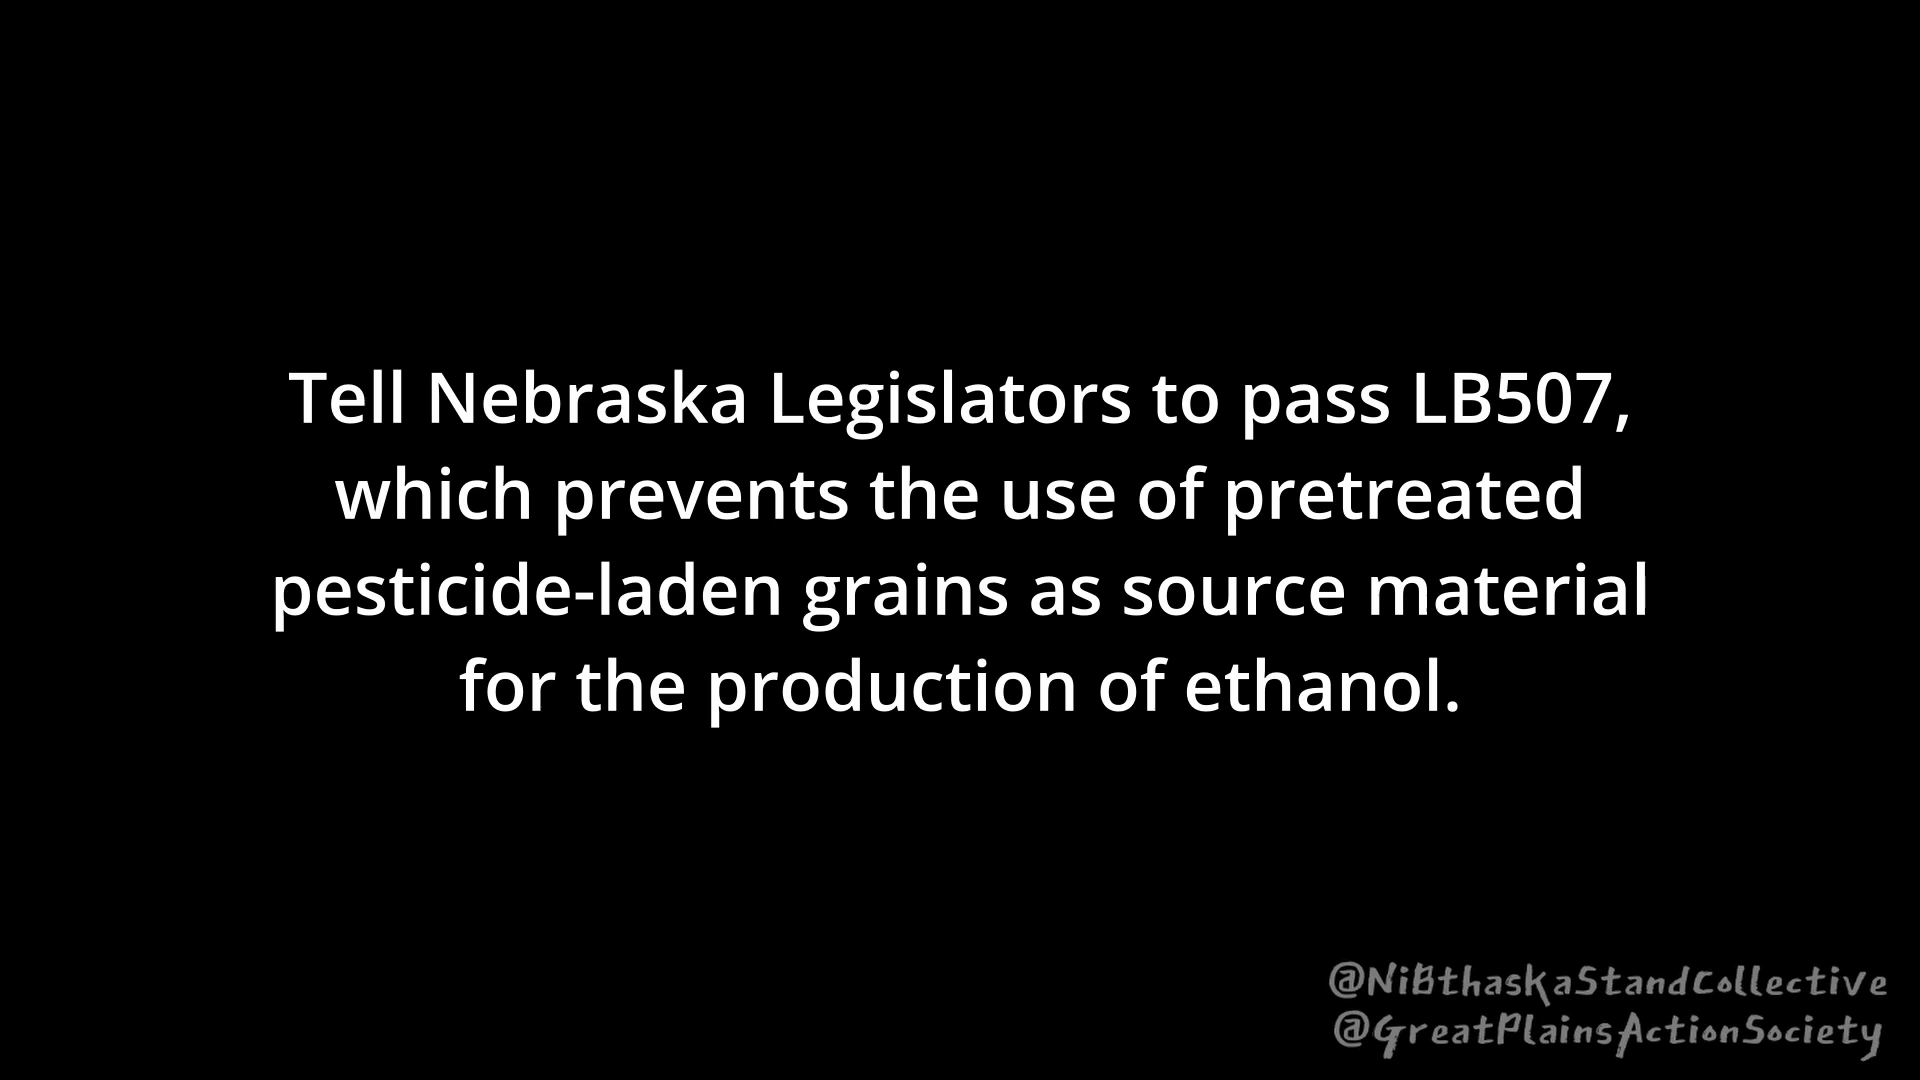 Tell Nebraska Legislators to pass LB507,
which prevents the use of pretreated
pesticide-laden grains as source material
for the production of ethanol.
@NiBthaskaStandCollective
@GreatPlainsActionSociety